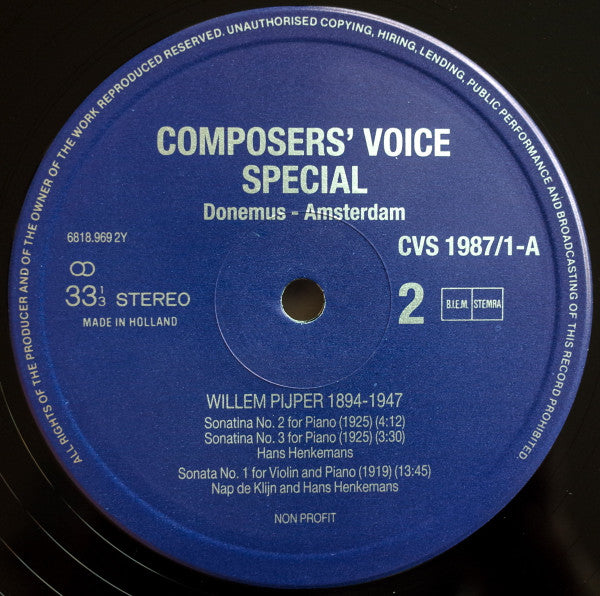 ALL RIGHTS OF THE PRODUCER AND OF THE OWNER OF THE WORK REPRODUCED RESERVED. UNAUTHORISED COPYING, HIRING, LENDING, PUBLIC PERFORMANCE AND BROADCASTING OF THIS RECORD PROHIBITED.
COMPOSERS' VOICE
SPECIAL
Donemus - Amsterdam
6818.969 2Y
CVS 1987/1-A
33 1/3 STEREO
2
B.I.E.M. STEMRA
MADE IN HOLLAND
WILLEM PIJPER 1894-1947
Sonatina No. 2 for Piano (1925) (4:12)
Sonatina No. 3 for Piano (1925) (3:30)
Hans Henkemans
Sonata No. 1 for Violin and Piano (1919) (13:45)
Nap de Klijn and Hans Henkemans
NON PROFIT